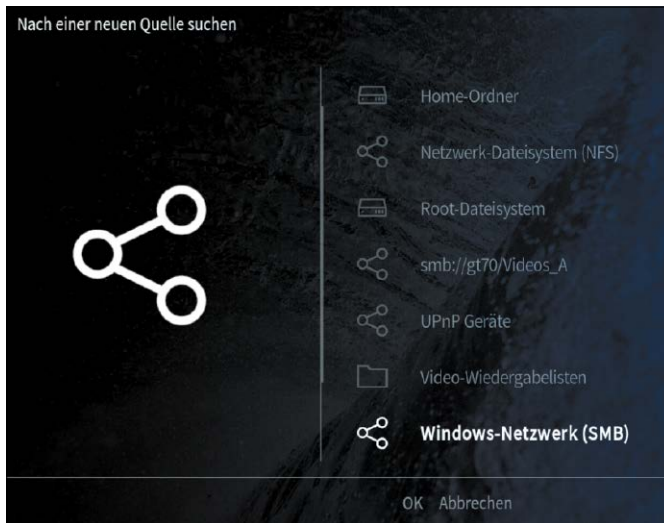 Nach einer neuen Quelle suchen
Home-Ordner
Netzwerk-Dateisystem (NFS)
Root-Dateisystem
smb://gt70/Videos_A
UPnP Geräte
Video-Wiedergabelisten
Windows-Netzwerk (SMB)
OK Abbrechen